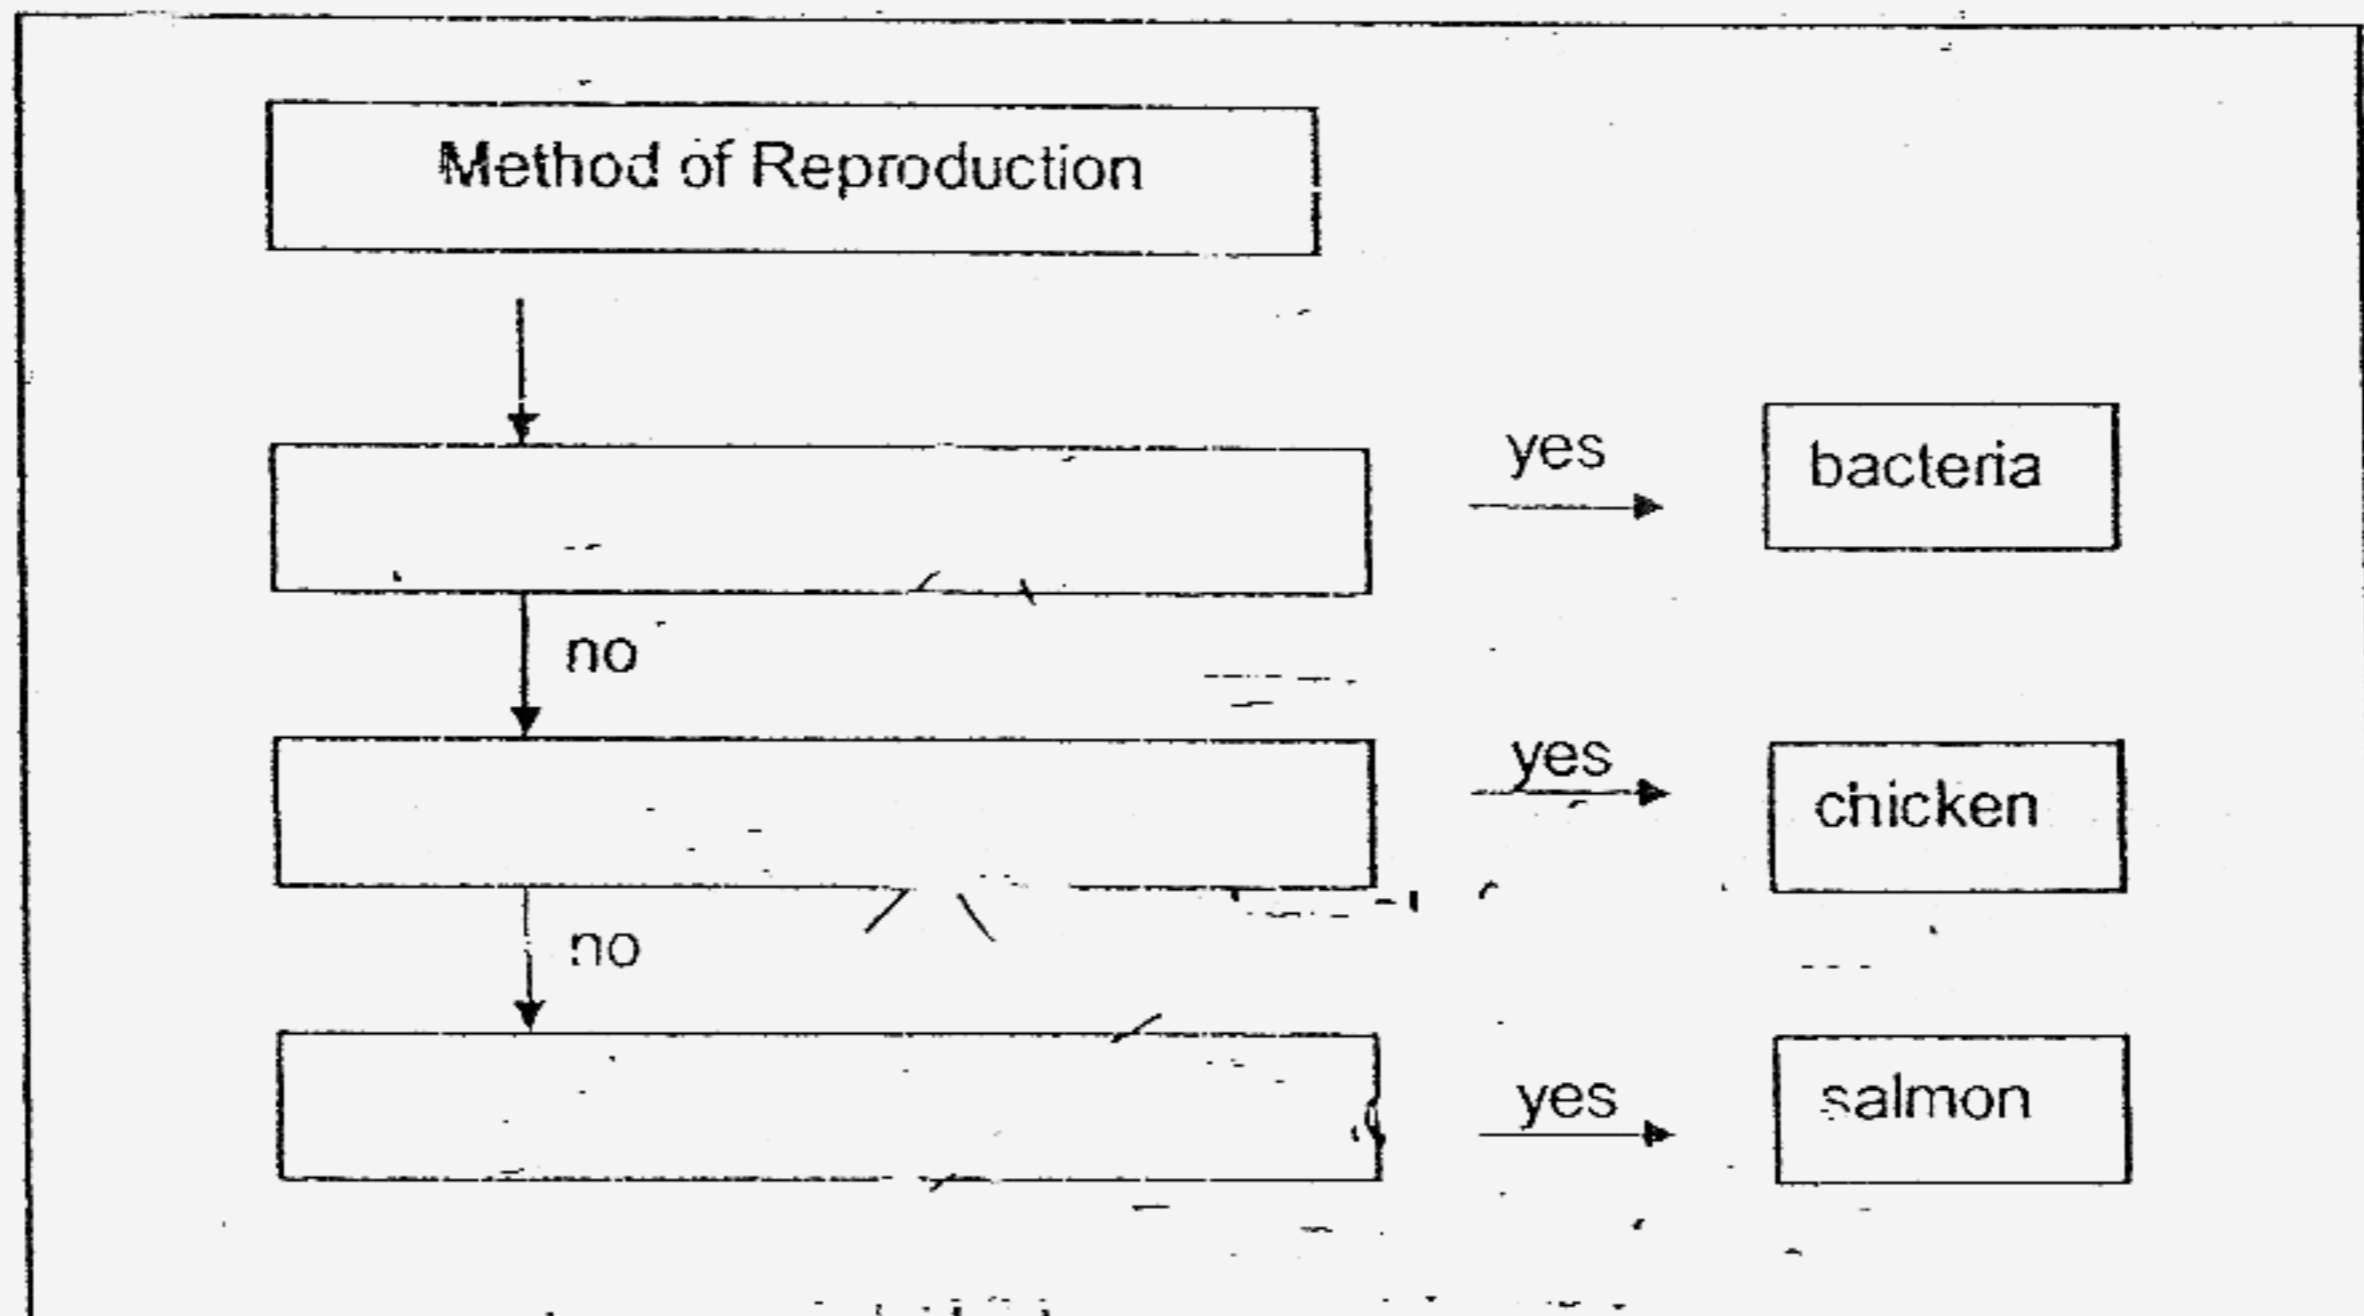 Method of Reproduction
yes
bacteria
no
yes
chicken
no
yes
salmon